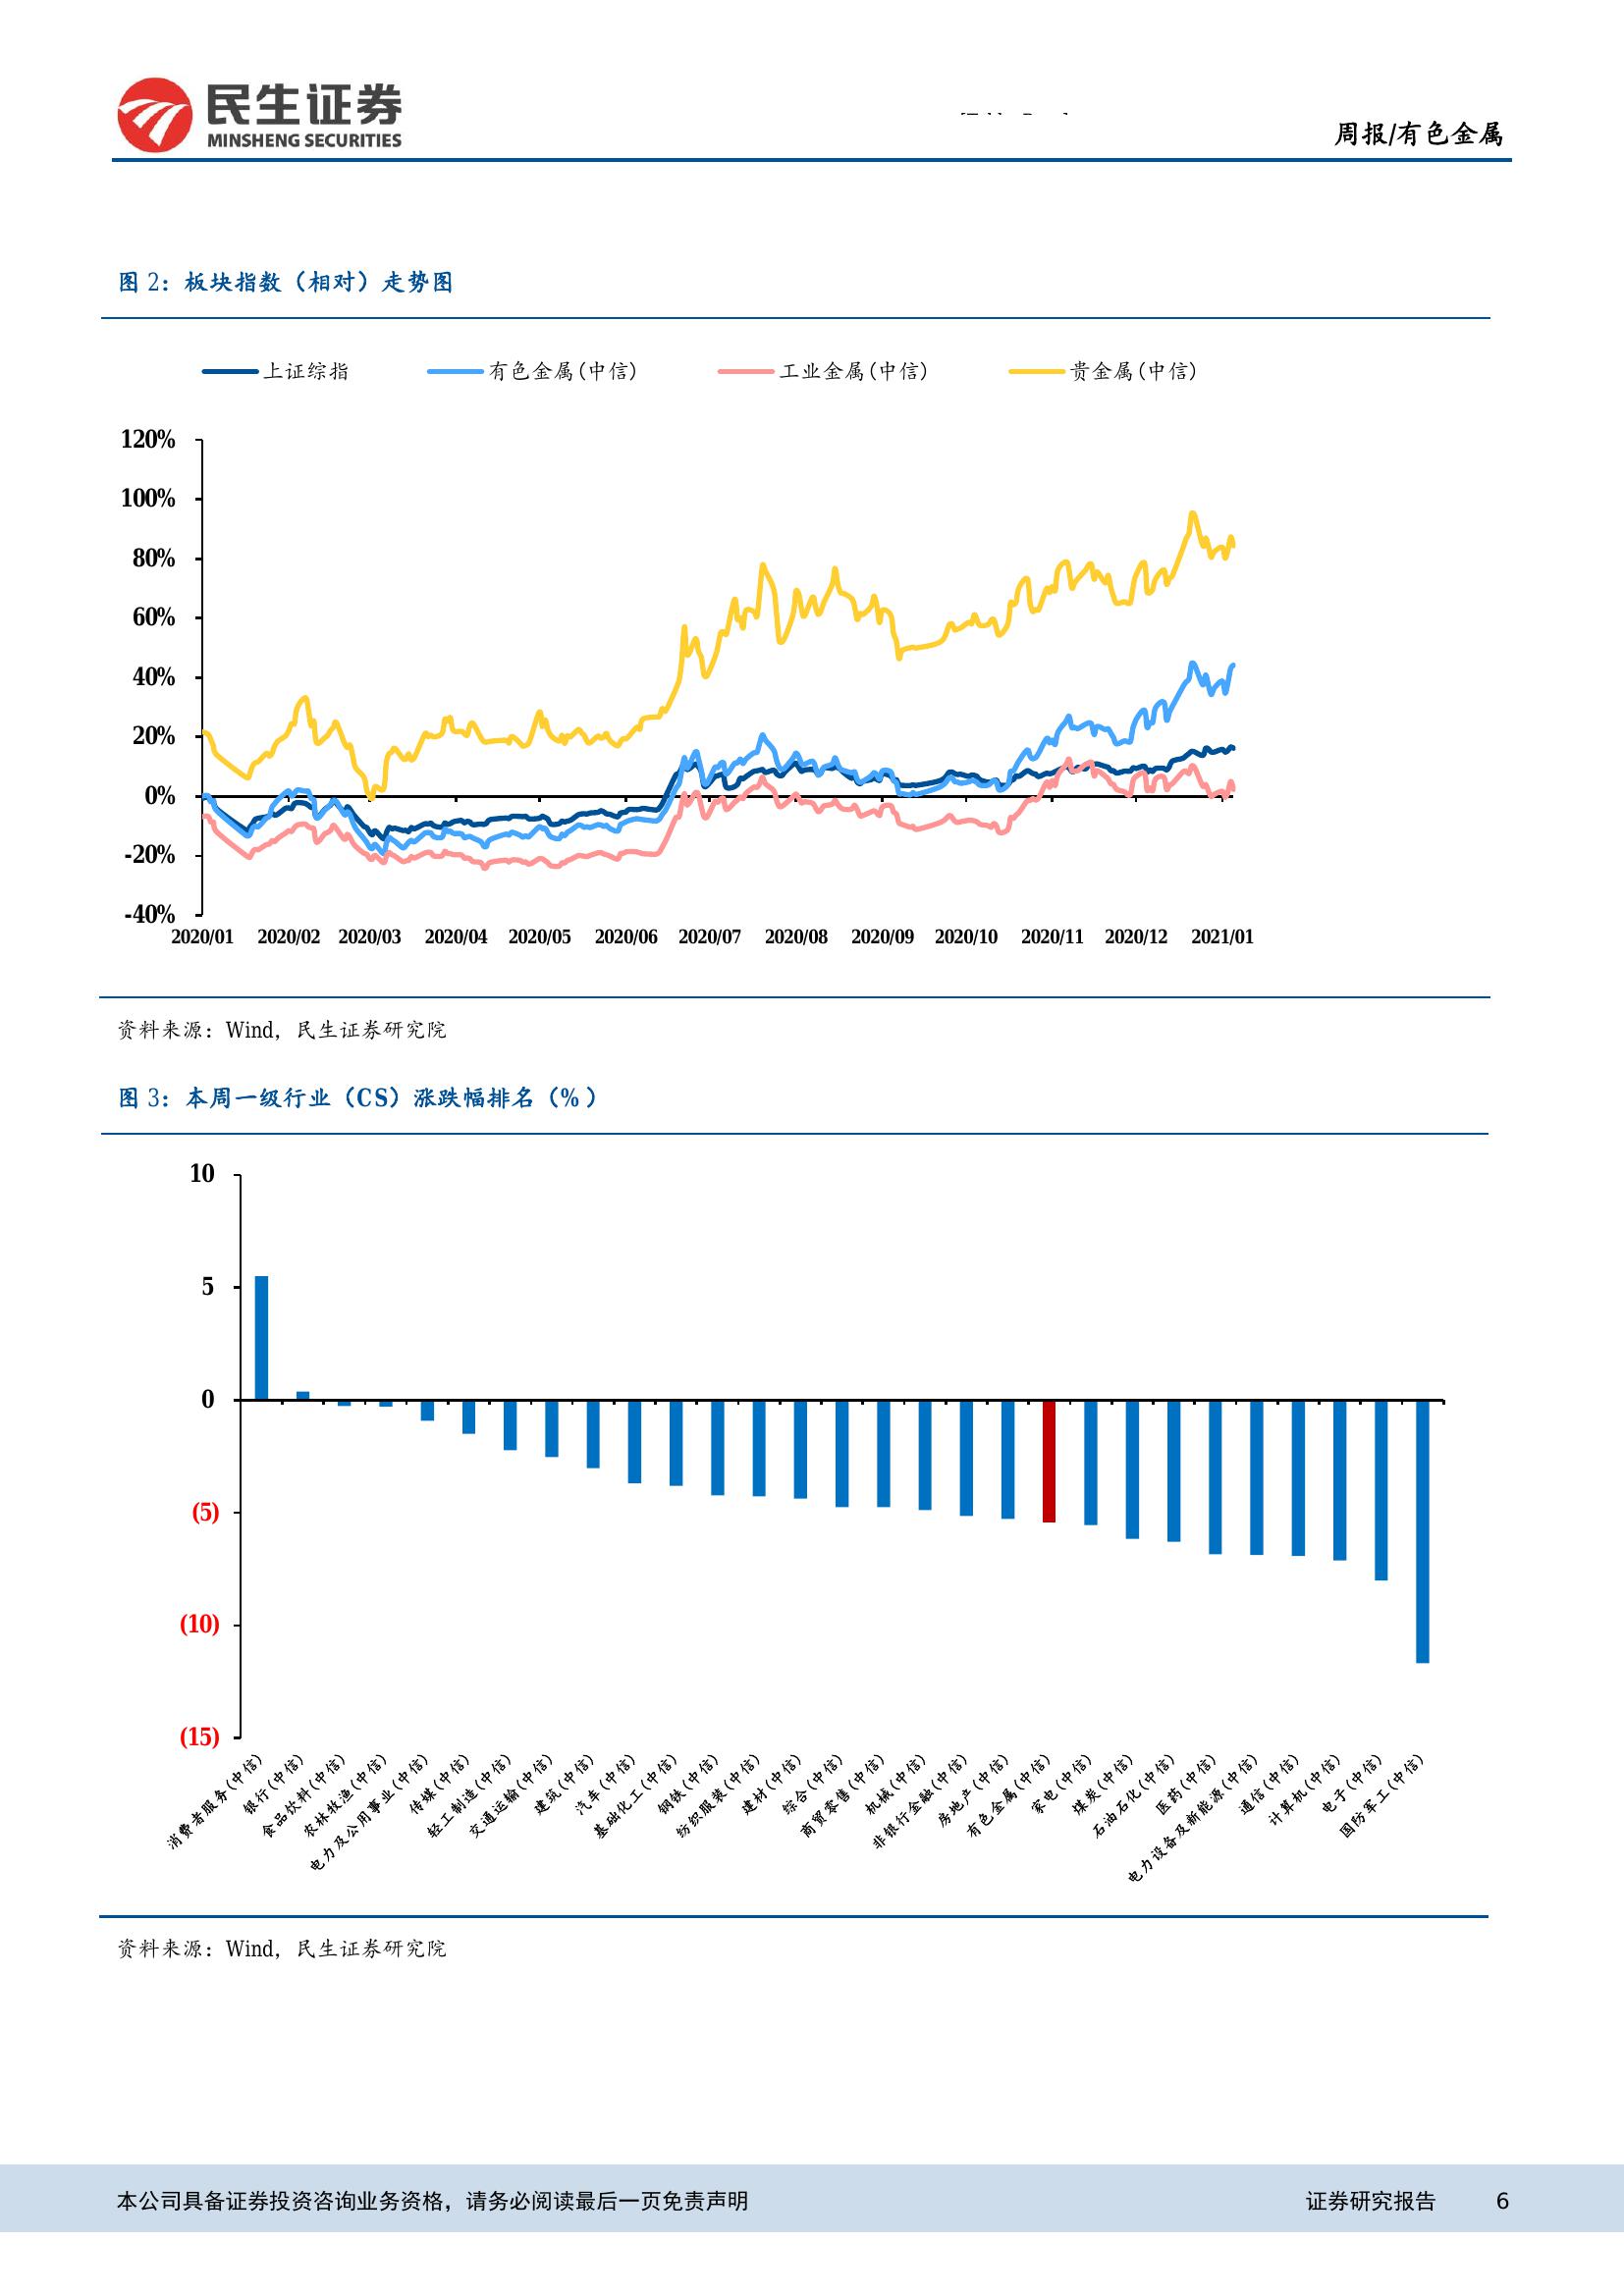 民生证券
MINSHENG SECURITIES
周报/有色金属
图 2：板块指数（相对）走势图
上证综指 有色金属(中信) 工业金属(中信) 贵金属(中信)
120%
100%
80%
60%
40%
20%
0%
-20%
-40%
2020/01 2020/02 2020/03 2020/04 2020/05 2020/06 2020/07 2020/08 2020/09 2020/10 2020/11 2020/12 2021/01
资料来源：Wind，民生证券研究院
图 3：本周一级行业（CS）涨跌幅排名（%）
10
5
0
(5)
(10)
(15)
消费者服务(中信)
银行(中信)
食品饮料(中信)
农林牧渔(中信)
电力及公用事业(中信)
传媒(中信)
轻工制造(中信)
交通运输(中信)
建筑(中信)
汽车(中信)
基础化工(中信)
钢铁(中信)
纺织服装(中信)
建材(中信)
综合(中信)
商贸零售(中信)
机械(中信)
非银行金融(中信)
房地产(中信)
有色金属(中信)
家电(中信)
煤炭(中信)
石油石化(中信)
医药(中信)
电力设备及新能源(中信)
通信(中信)
计算机(中信)
电子(中信)
国防军工(中信)
资料来源：Wind，民生证券研究院
本公司具备证券投资咨询业务资格，请务必阅读最后一页免责声明 证券研究报告 6